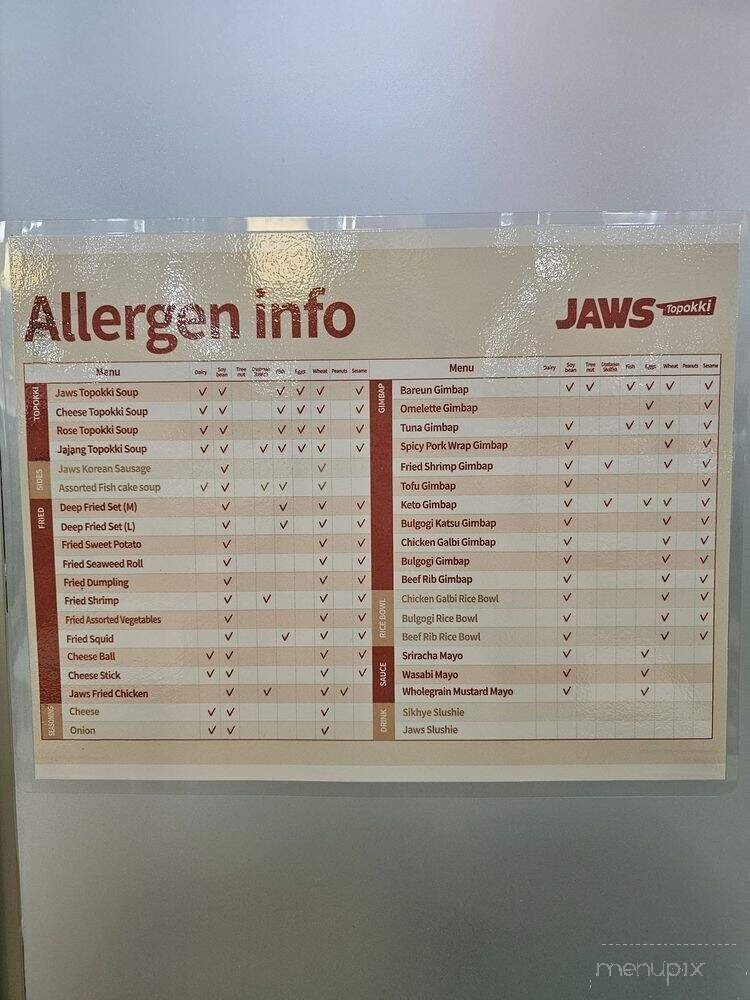 Allergen info
JAWS Topokki
Menu Dairy Soy bean Tree nut Fish Eggs Wheat Peanuts Sesame
TOPOKKI
Jaws Topokki Soup ✓ ✓ ✓ ✓ ✓ ✓
Cheese Topokki Soup ✓ ✓ ✓ ✓ ✓ ✓
Rose Topokki Soup ✓ ✓ ✓ ✓ ✓ ✓
Jajang Topokki Soup ✓ ✓ ✓ ✓ ✓ ✓ ✓
SIDES
Jaws Korean Sausage ✓ ✓
Assorted Fish cake soup ✓ ✓ ✓ ✓ ✓
FRIED
Deep Fried Set (M) ✓ ✓ ✓ ✓
Deep Fried Set (L) ✓ ✓ ✓ ✓
Fried Sweet Potato ✓ ✓ ✓
Fried Seaweed Roll ✓ ✓ ✓
Fried Dumpling ✓ ✓ ✓
Fried Shrimp ✓ ✓ ✓ ✓
Fried Assorted Vegetables ✓ ✓ ✓
Fried Squid ✓ ✓ ✓ ✓
Cheese Ball ✓ ✓ ✓ ✓
Cheese Stick ✓ ✓ ✓ ✓
Jaws Fried Chicken ✓ ✓ ✓ ✓
SEASONING
Cheese ✓ ✓ ✓
Onion ✓ ✓ ✓
Menu Dairy Soy bean Tree nut Fish Eggs Wheat Peanuts Sesame
GIMBAP
Bareun Gimbap ✓ ✓ ✓ ✓ ✓ ✓
Omelette Gimbap ✓ ✓
Tuna Gimbap ✓ ✓ ✓ ✓ ✓
Spicy Pork Wrap Gimbap ✓ ✓ ✓
Fried Shrimp Gimbap ✓ ✓ ✓ ✓
Tofu Gimbap ✓ ✓
Keto Gimbap ✓ ✓ ✓ ✓ ✓
Bulgogi Katsu Gimbap ✓ ✓ ✓
Chicken Galbi Gimbap ✓ ✓ ✓
Bulgogi Gimbap ✓ ✓ ✓
Beef Rib Gimbap ✓ ✓ ✓
RICE BOWL
Chicken Galbi Rice Bowl ✓ ✓ ✓
Bulgogi Rice Bowl ✓ ✓ ✓
Beef Rib Rice Bowl ✓ ✓ ✓
SAUCE
Sriracha Mayo ✓ ✓
Wasabi Mayo ✓ ✓
Wholegrain Mustard Mayo ✓ ✓
DRINK
Sikhye Slushie
Jaws Slushie
menupix